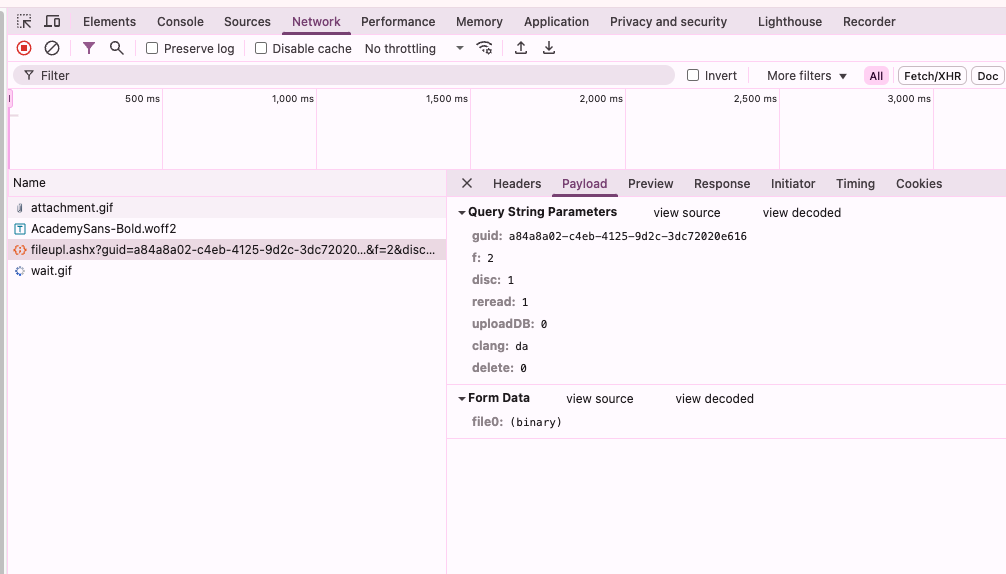 Elements Console Sources Network Performance Memory Application Privacy and security Lighthouse Recorder
Preserve log Disable cache No throttling
Filter Invert More filters All Fetch/XHR Doc
500 ms 1,000 ms 1,500 ms 2,000 ms 2,500 ms 3,000 ms
Name
attachment.gif
AcademySans-Bold.woff2
fileupl.ashx?guid=a84a8a02-c4eb-4125-9d2c-3dc72020...&f=2&disc...
wait.gif
Headers Payload Preview Response Initiator Timing Cookies
Query String Parameters view source view decoded
guid: a84a8a02-c4eb-4125-9d2c-3dc72020e616
f: 2
disc: 1
reread: 1
uploadDB: 0
clang: da
delete: 0
Form Data view source view decoded
file0: (binary)